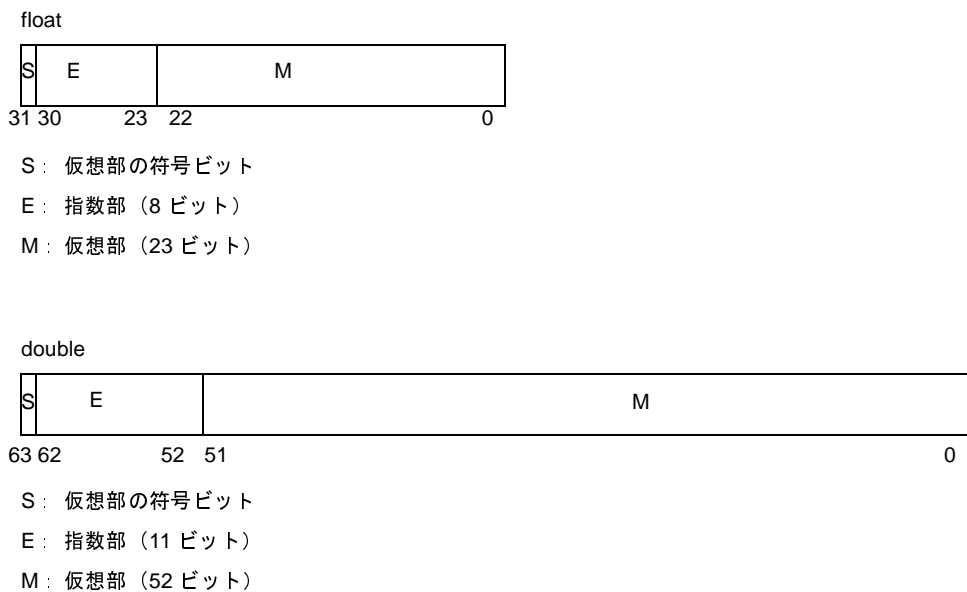 float
S E M
31 30 23 22 0
S： 仮想部の符号ビット
E： 指数部（8 ビット）
M： 仮想部（23 ビット）
double
S E M
63 62 52 51 0
S： 仮想部の符号ビット
E： 指数部（11 ビット）
M： 仮想部（52 ビット）